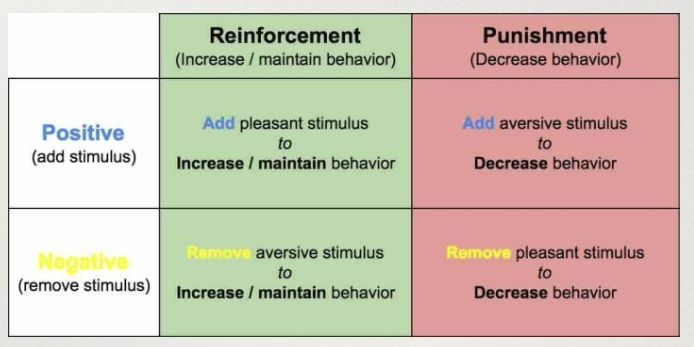 Reinforcement
(Increase / maintain behavior)
Punishment
(Decrease behavior)
Positive
(add stimulus)
Add pleasant stimulus
to
Increase / maintain behavior
Add aversive stimulus
to
Decrease behavior
Negative
(remove stimulus)
Remove aversive stimulus
to
Increase / maintain behavior
Remove pleasant stimulus
to
Decrease behavior